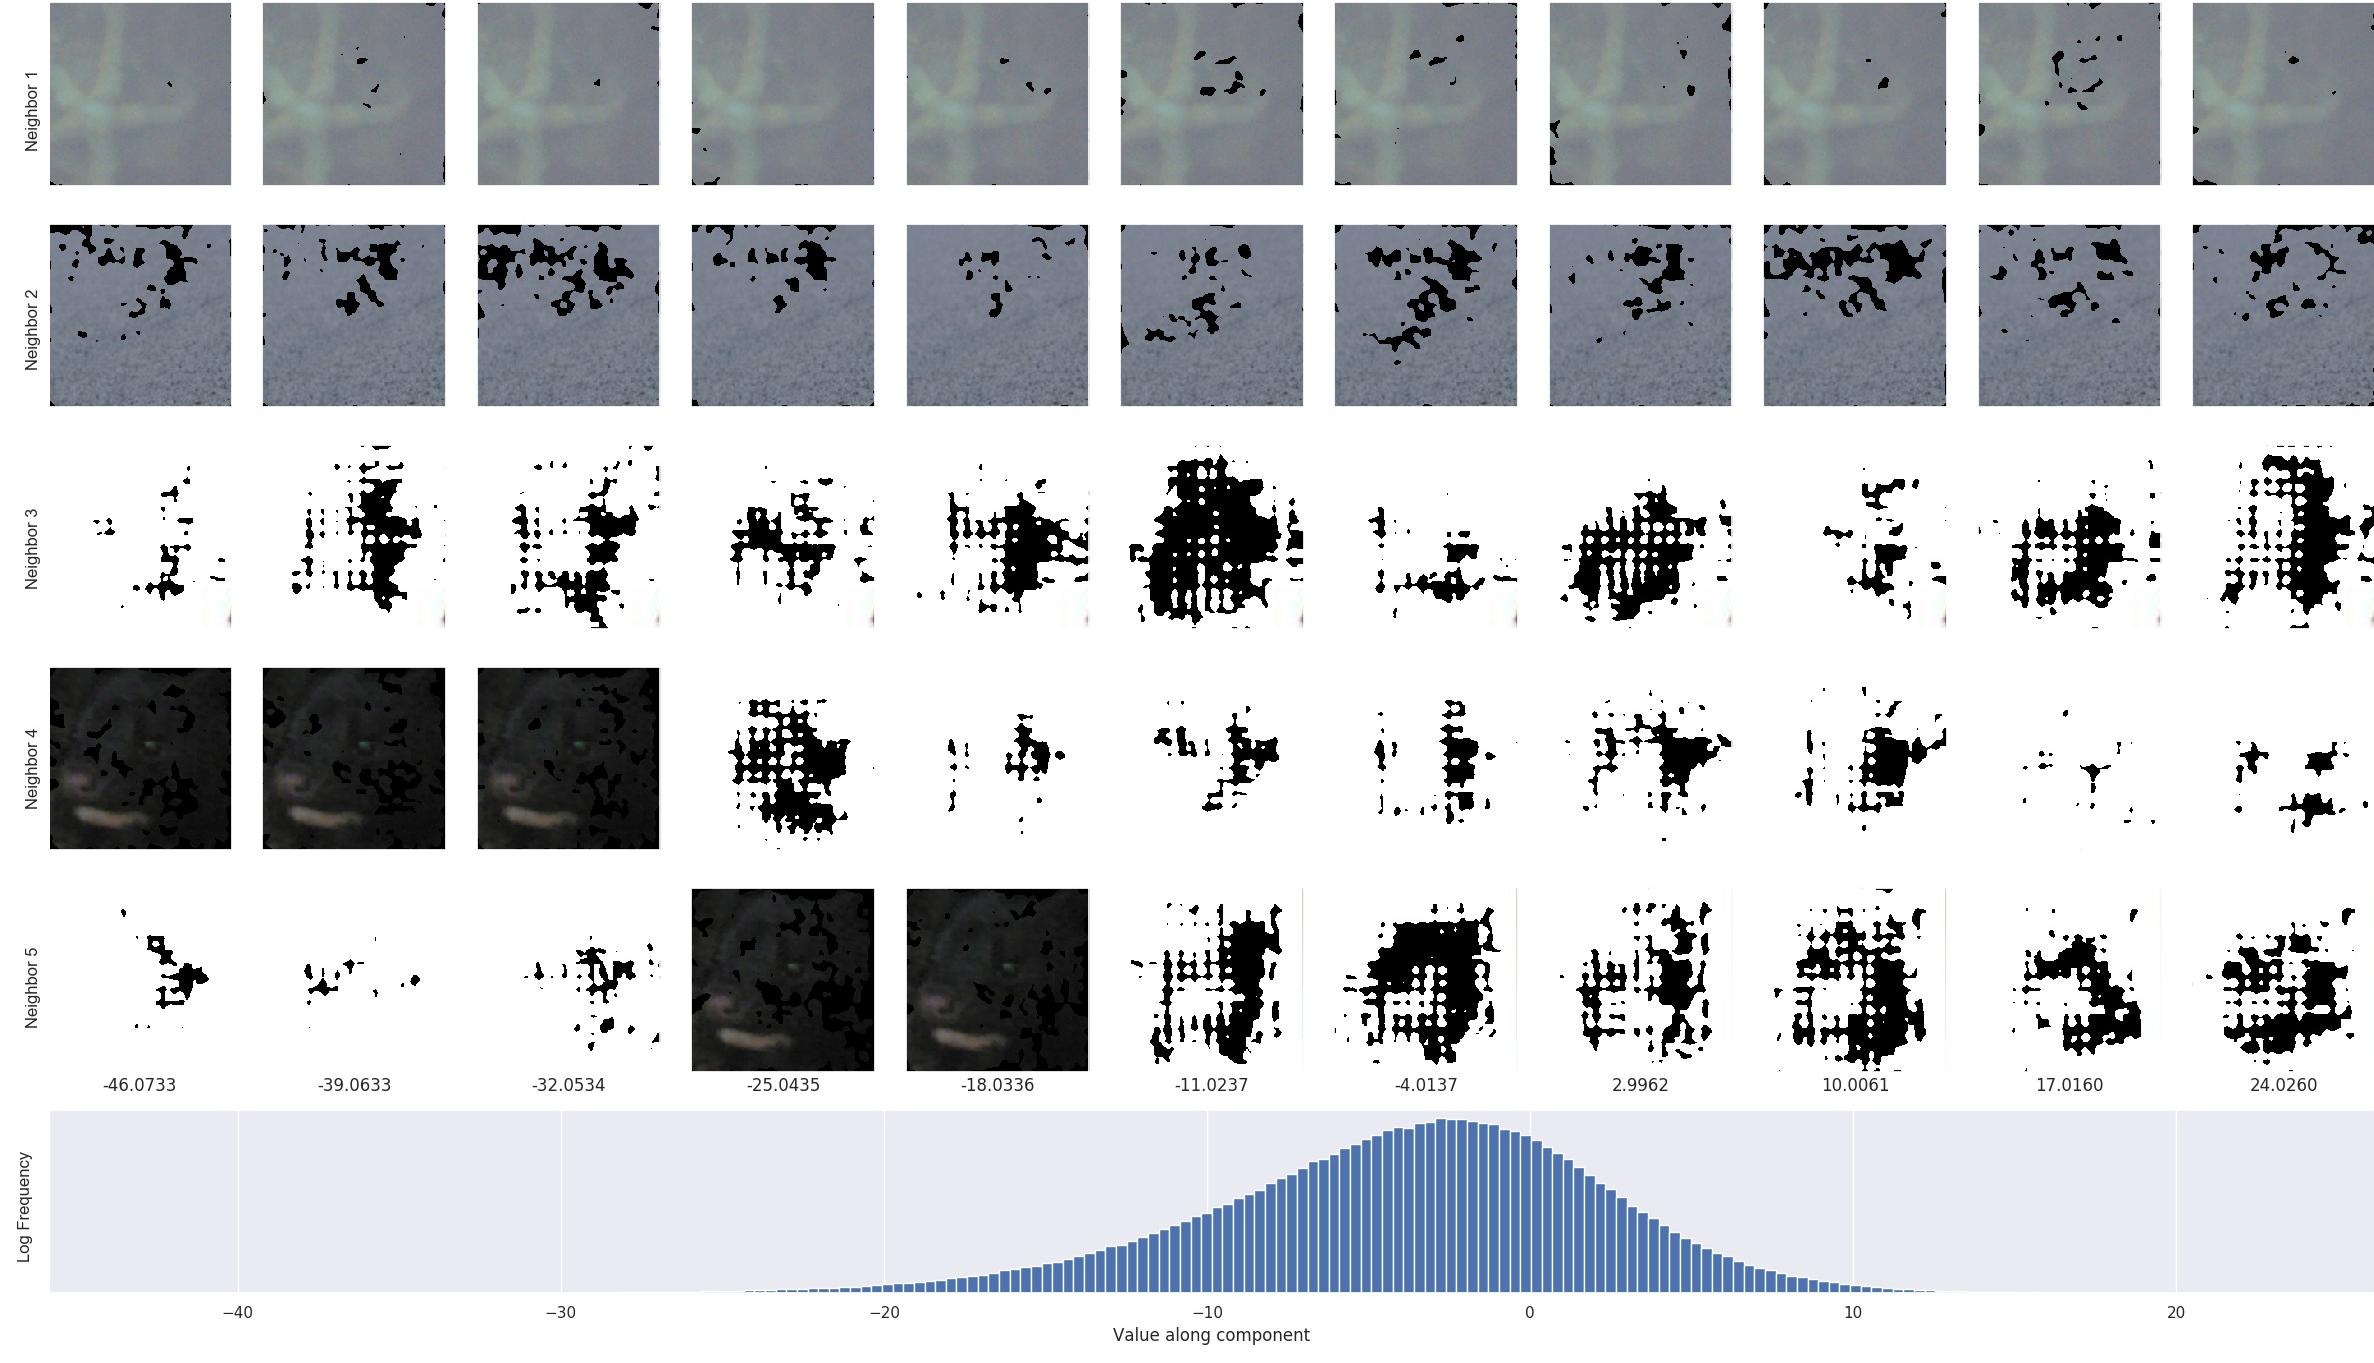 Neighbor 1
Neighbor 2
Neighbor 3
Neighbor 4
Neighbor 5
-46.0733 -39.0633 -32.0534 -25.0435 -18.0336 -11.0237 -4.0137 2.9962 10.0061 17.0160 24.0260
Log Frequency
−40 −30 −20 −10 0 10 20
Value along component